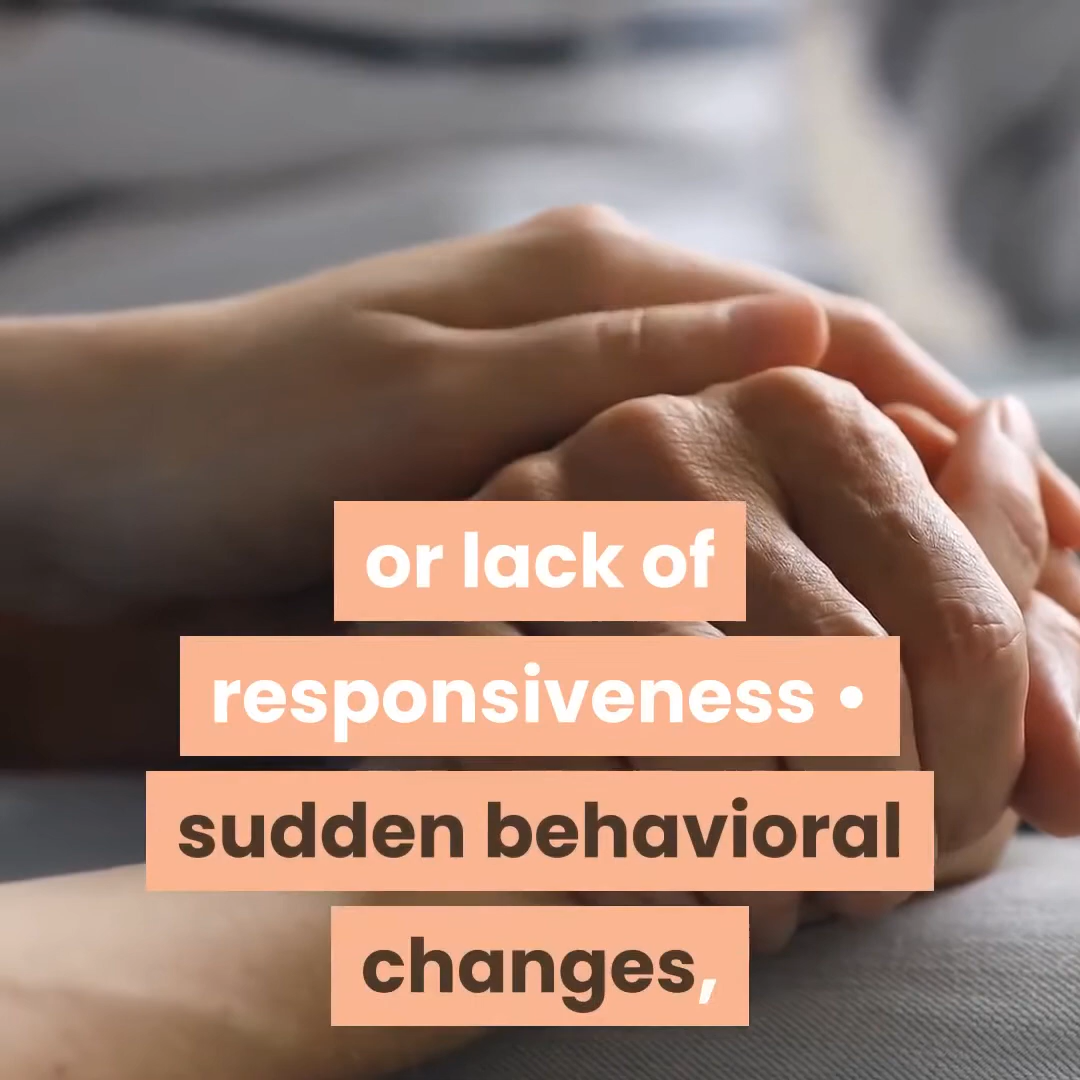 or lack of
responsiveness •
sudden behavioral
changes,